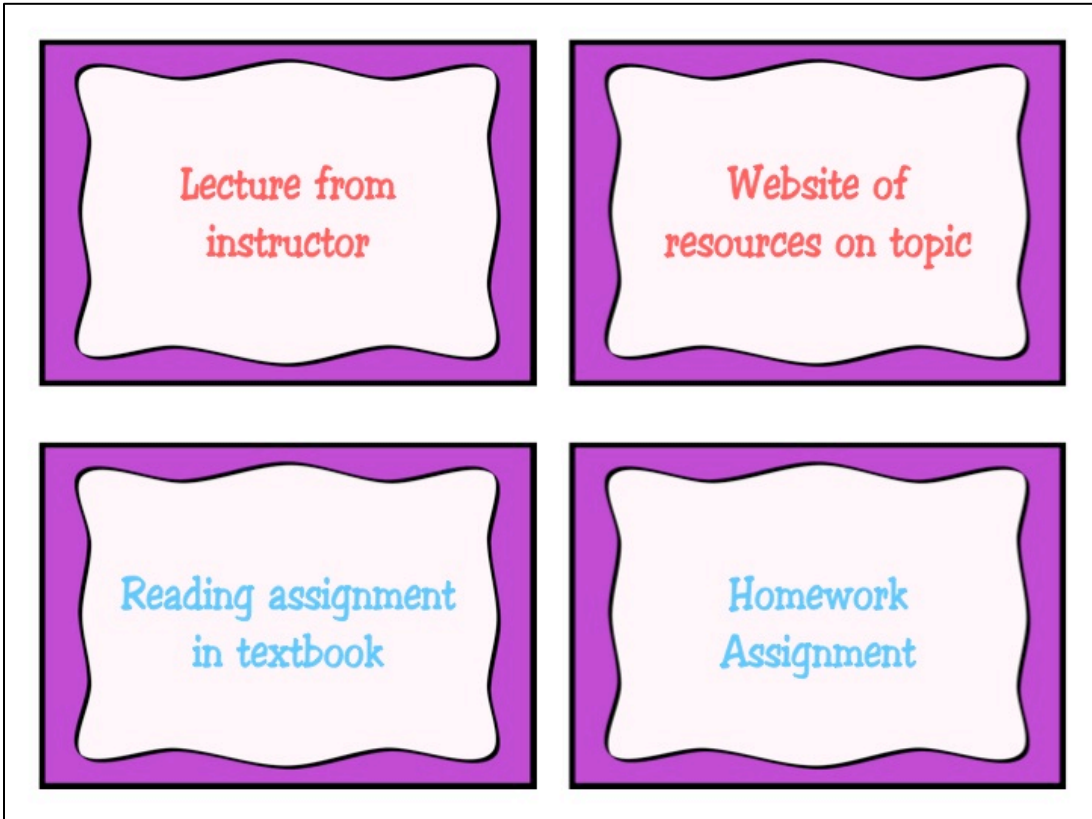 Lecture from
instructor
Website of
resources on topic
Reading assignment
in textbook
Homework
Assignment